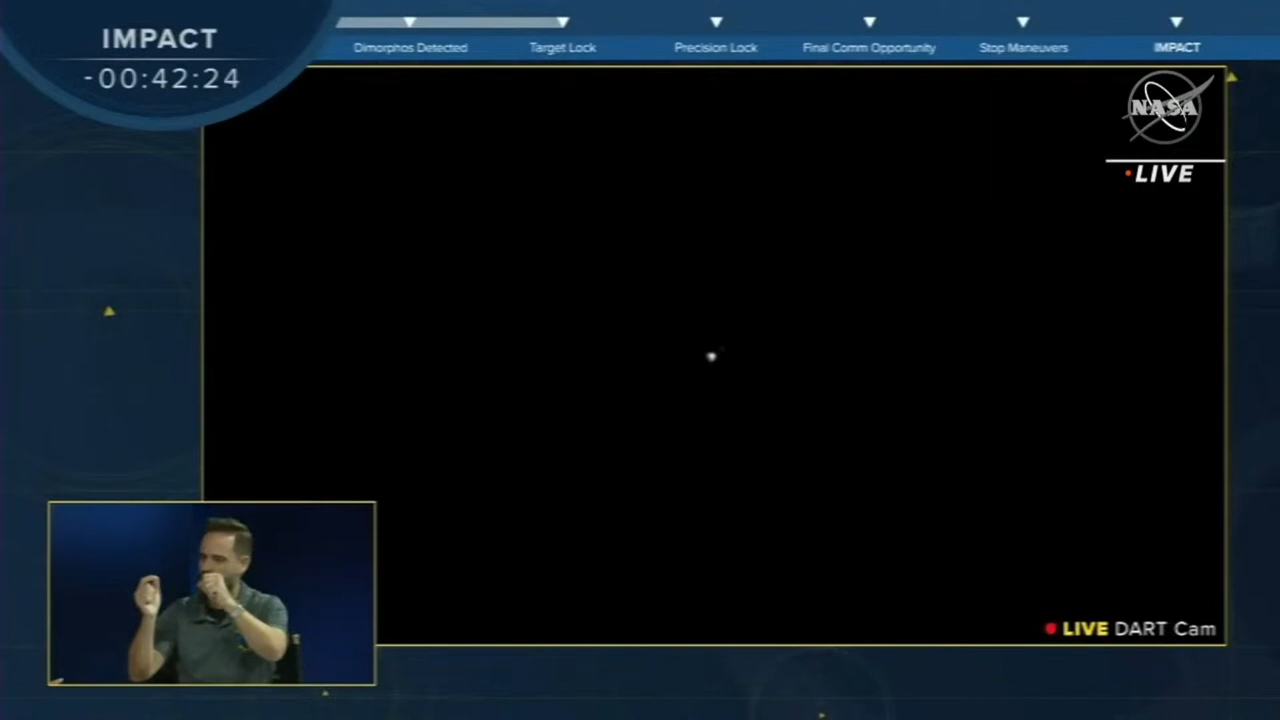 IMPACT
-00:42:24
Dimorphos Detected
Target Lock
Precision Lock
Final Comm Opportunity
Stop Maneuvers
IMPACT
NASA
LIVE
LIVE DART Cam